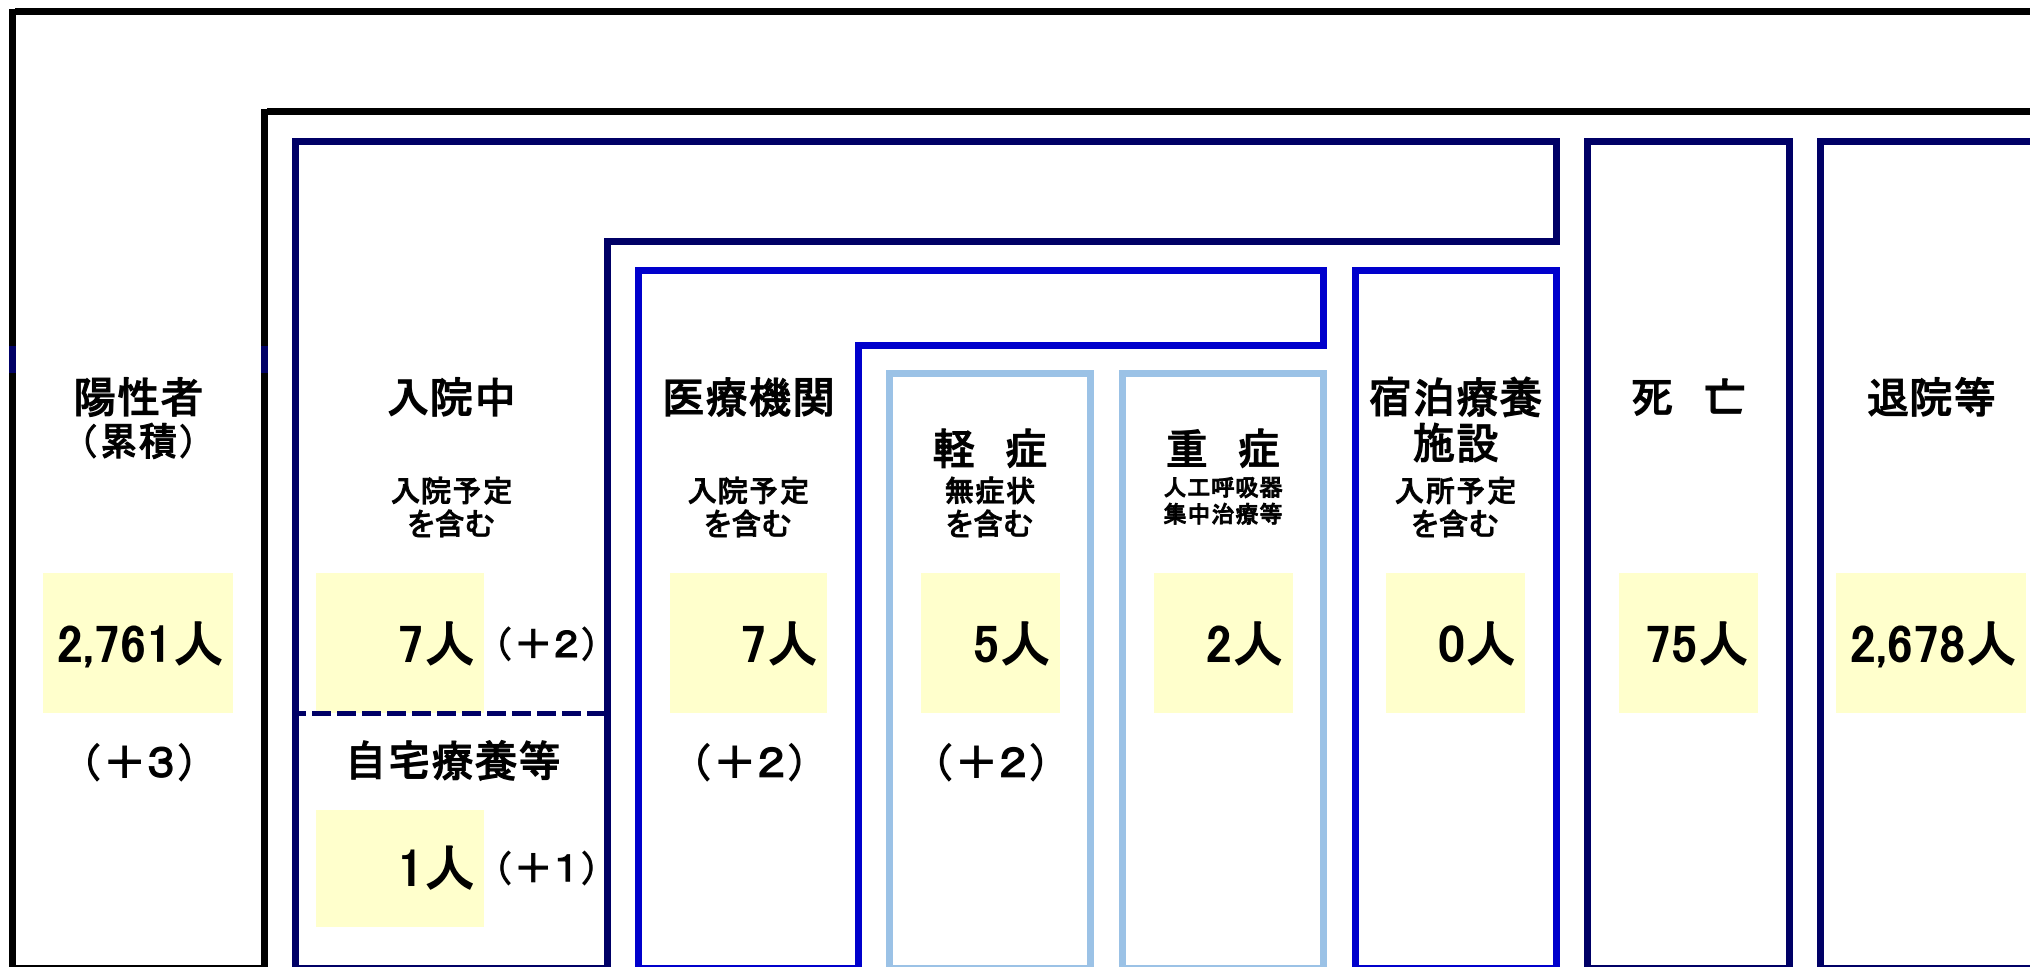 陽性者
（累積）
2,761人
（＋3）
入院中
入院予定
を含む
7人（＋2）
自宅療養等
1人（＋1）
医療機関
入院予定
を含む
7人
（＋2）
軽　症
無症状
を含む
5人
（＋2）
重　症
人工呼吸器
集中治療等
2人
宿泊療養
施設
入所予定
を含む
0人
死　亡
75人
退院等
2,678人